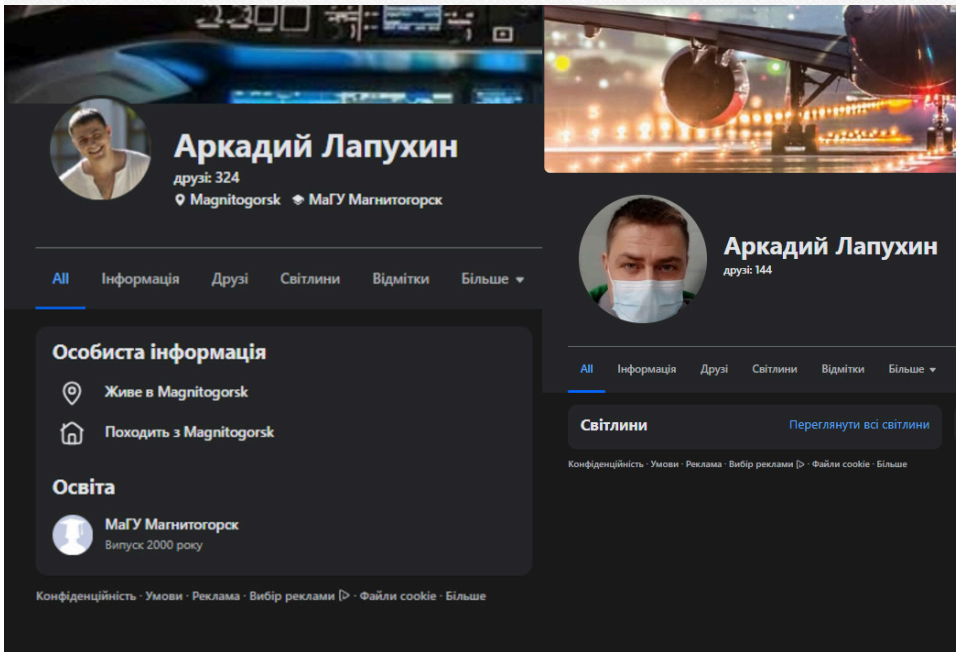 Аркадий Лапухин
друзі: 324
Magnitogorsk МаГУ Магнитогорск
All Інформація Друзі Світлини Відмітки Більше
Особиста інформація
Живе в Magnitogorsk
Походить з Magnitogorsk
Освіта
МаГУ Магнитогорск
Випуск 2000 року
Конфіденційність · Умови · Реклама · Вибір реклами · Файли cookie · Більше
Аркадий Лапухин
друзі: 144
All Інформація Друзі Світлини Відмітки Більше
Світлини Переглянути всі світлини
Конфіденційність · Умови · Реклама · Вибір реклами · Файли cookie · Більше